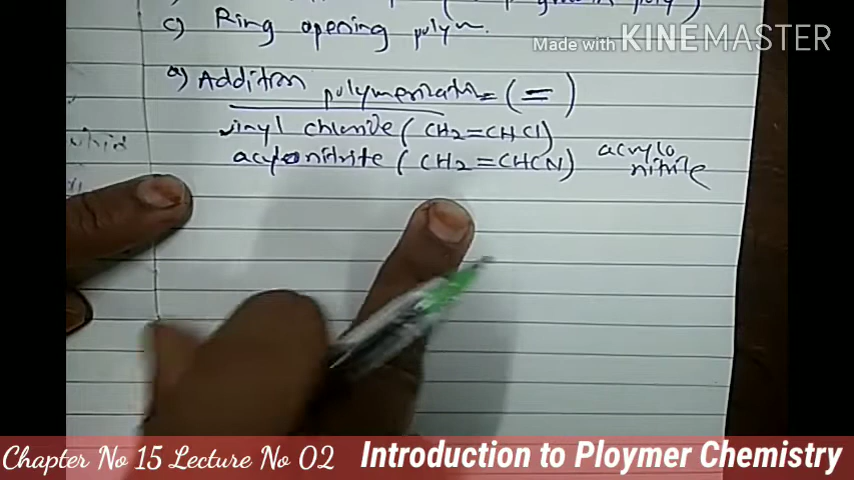 c) Ring opening polym.
Made with KINEMASTER
a) Addition polymerization (=)
vinyl chloride (CH2=CHCl)
acylonitrite (CH2=CHCN) acrylo
nitrile
Chapter No 15 Lecture No 02 Introduction to Ploymer Chemistry